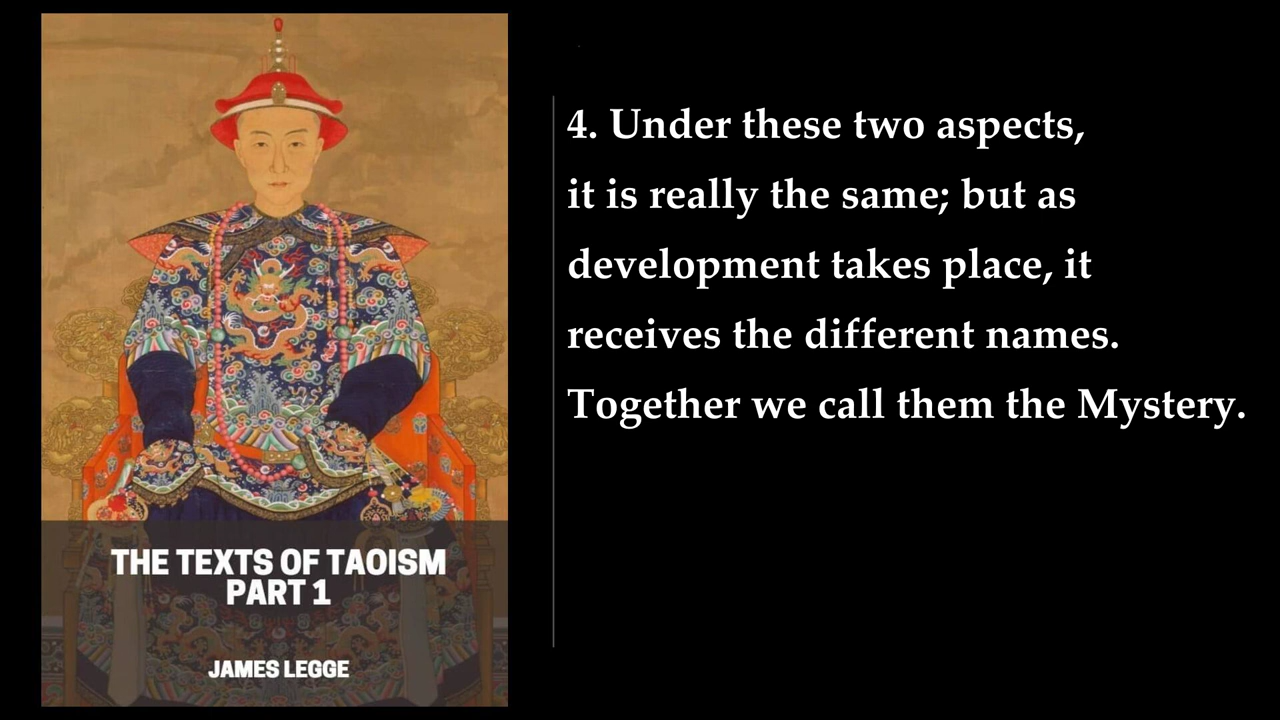 THE TEXTS OF TAOISM
PART 1
JAMES LEGGE
4. Under these two aspects,
it is really the same; but as
development takes place, it
receives the different names.
Together we call them the Mystery.